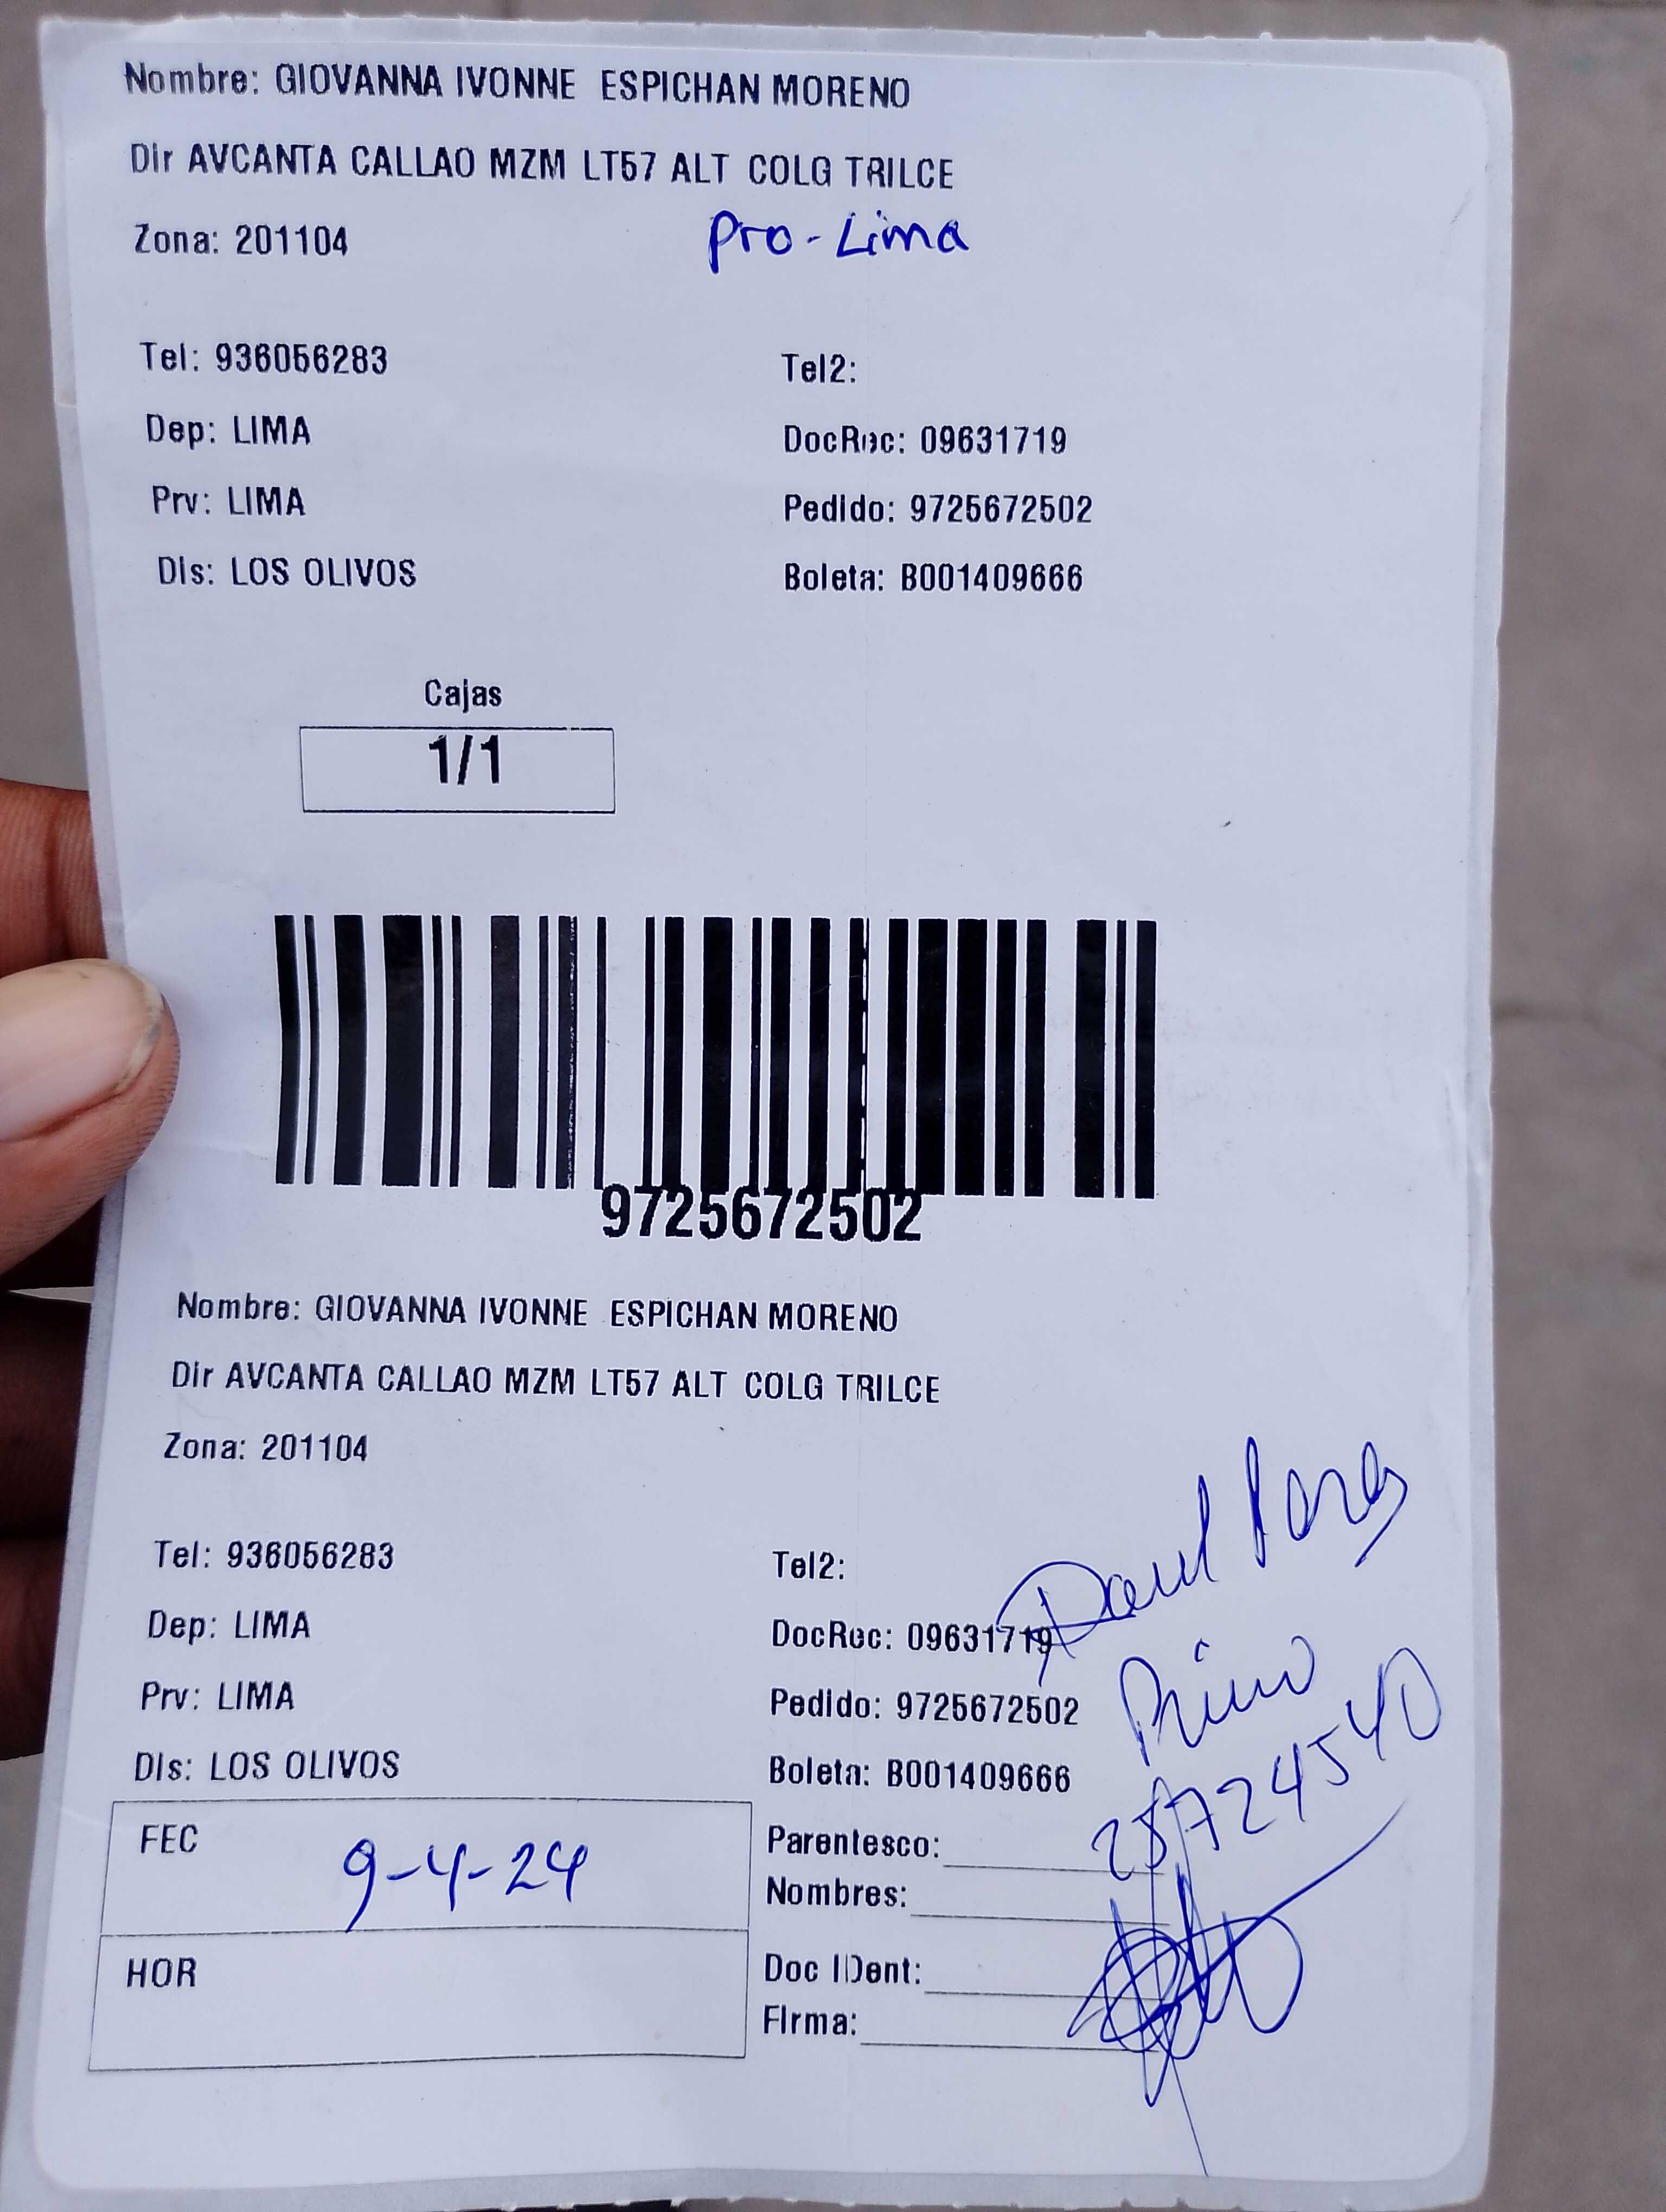 Nombre: GIOVANNA IVONNE ESPICHAN MORENO
Dir AVCANTA CALLAO MZM LT57 ALT COLG TRILCE
Zona: 201104
Pro-Lima
Tel: 936056283
Tel2:
Dep: LIMA
DocRec: 09631719
Prv: LIMA
Pedido: 9725672502
Dis: LOS OLIVOS
Boleta: B001409666
Cajas
1/1
9725672502
Nombre: GIOVANNA IVONNE ESPICHAN MORENO
Dir AVCANTA CALLAO MZM LT57 ALT COLG TRILCE
Zona: 201104
Tel: 936056283
Tel2:
Dep: LIMA
DocRec: 09631719
Prv: LIMA
Pedido: 9725672502
Primo
Dis: LOS OLIVOS
Boleta: B001409666
FEC 9-4-24
Parentesco:
Nombres:
HOR
Doc IDent:
Firma: